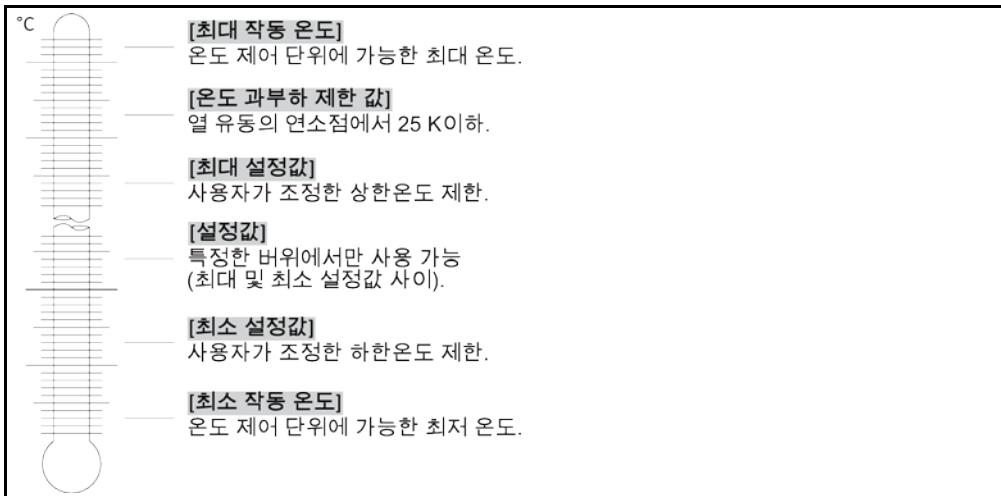 °C
[최대 작동 온도]
온도 제어 단위에 가능한 최대 온도.
[온도 과부하 제한 값]
열 유동의 연소점에서 25 K이하.
[최대 설정값]
사용자가 조정한 상한온도 제한.
[설정값]
특정한 버위에서만 사용 가능
(최대 및 최소 설정값 사이).
[최소 설정값]
사용자가 조정한 하한온도 제한.
[최소 작동 온도]
온도 제어 단위에 가능한 최저 온도.